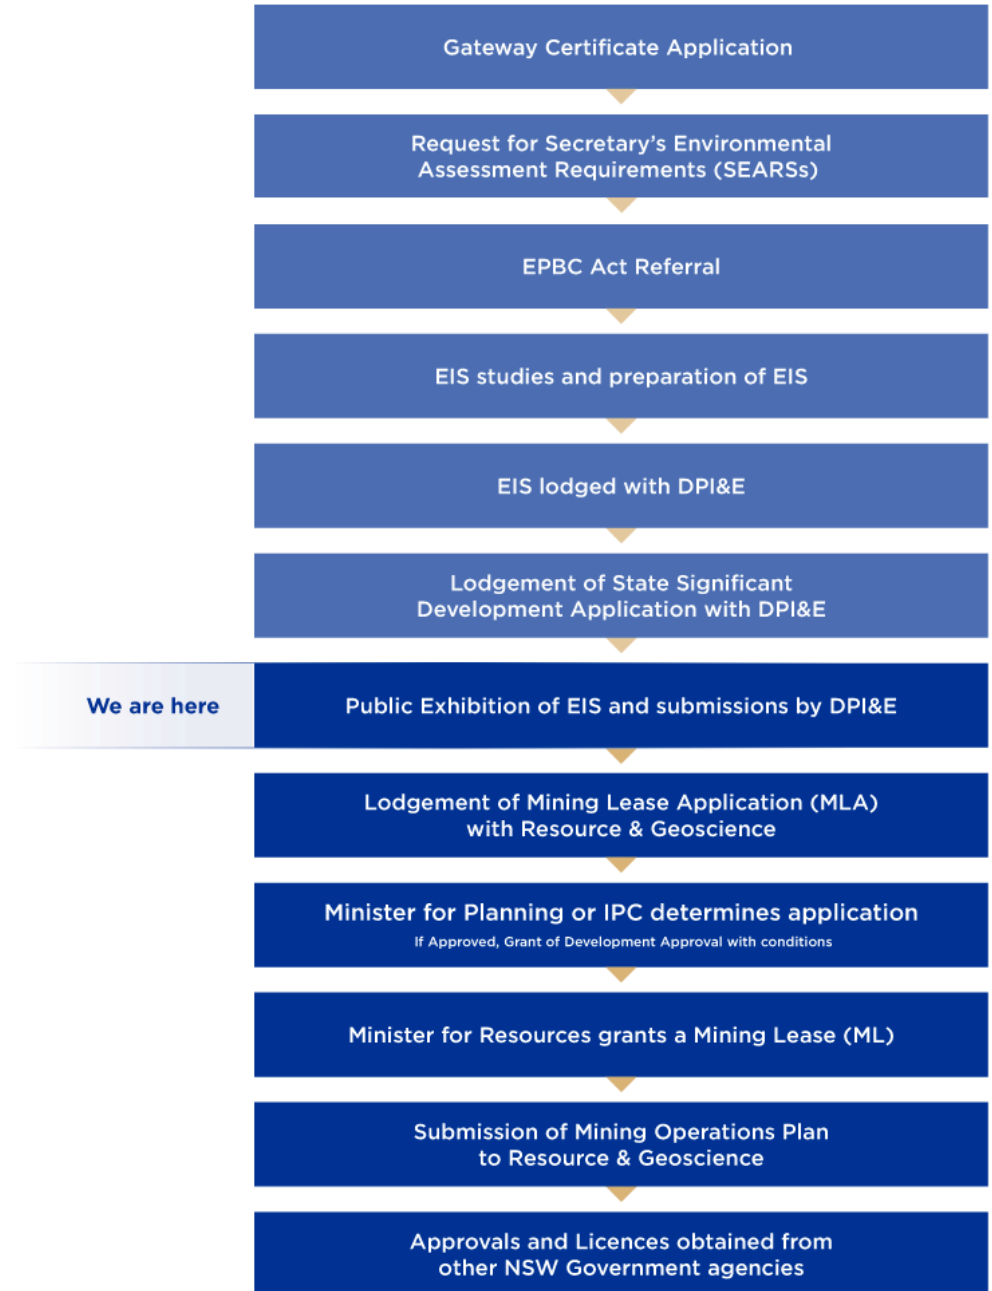 Gateway Certificate Application
Request for Secretary’s Environmental
Assessment Requirements (SEARSs)
EPBC Act Referral
EIS studies and preparation of EIS
EIS lodged with DPI&E
Lodgement of State Significant
Development Application with DPI&E
We are here
Public Exhibition of EIS and submissions by DPI&E
Lodgement of Mining Lease Application (MLA)
with Resource & Geoscience
Minister for Planning or IPC determines application
If Approved, Grant of Development Approval with conditions
Minister for Resources grants a Mining Lease (ML)
Submission of Mining Operations Plan
to Resource & Geoscience
Approvals and Licences obtained from
other NSW Government agencies